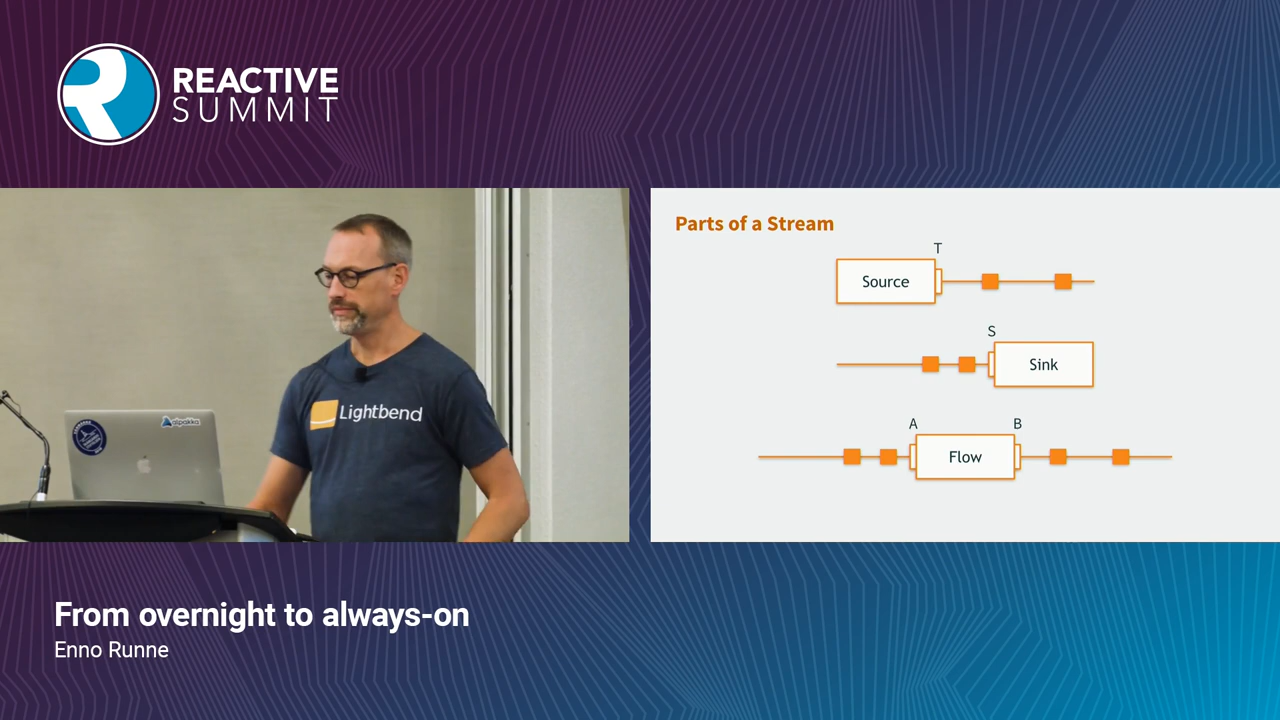 REACTIVE
SUMMIT
Lightbend
alpakka
Parts of a Stream
T
Source
S
Sink
A
B
Flow
From overnight to always-on
Enno Runne